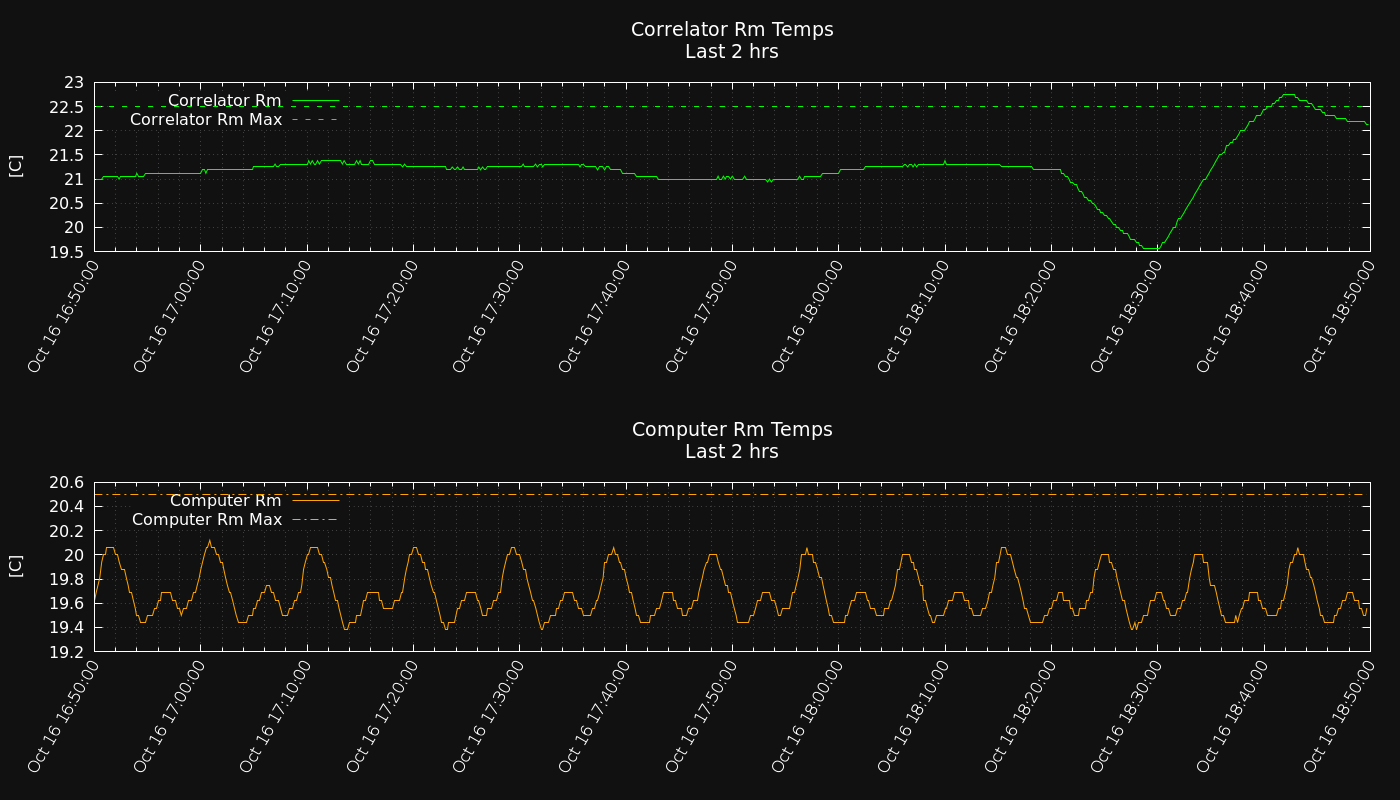 Correlator Rm Temps
Last 2 hrs
[C]
23
22.5
22
21.5
21
20.5
20
19.5
Correlator Rm
Correlator Rm Max
Oct 16 16:50:00
Oct 16 17:00:00
Oct 16 17:10:00
Oct 16 17:20:00
Oct 16 17:30:00
Oct 16 17:40:00
Oct 16 17:50:00
Oct 16 18:00:00
Oct 16 18:10:00
Oct 16 18:20:00
Oct 16 18:30:00
Oct 16 18:40:00
Oct 16 18:50:00
Computer Rm Temps
Last 2 hrs
[C]
20.6
20.4
20.2
20
19.8
19.6
19.4
19.2
Computer Rm
Computer Rm Max
Oct 16 16:50:00
Oct 16 17:00:00
Oct 16 17:10:00
Oct 16 17:20:00
Oct 16 17:30:00
Oct 16 17:40:00
Oct 16 17:50:00
Oct 16 18:00:00
Oct 16 18:10:00
Oct 16 18:20:00
Oct 16 18:30:00
Oct 16 18:40:00
Oct 16 18:50:00